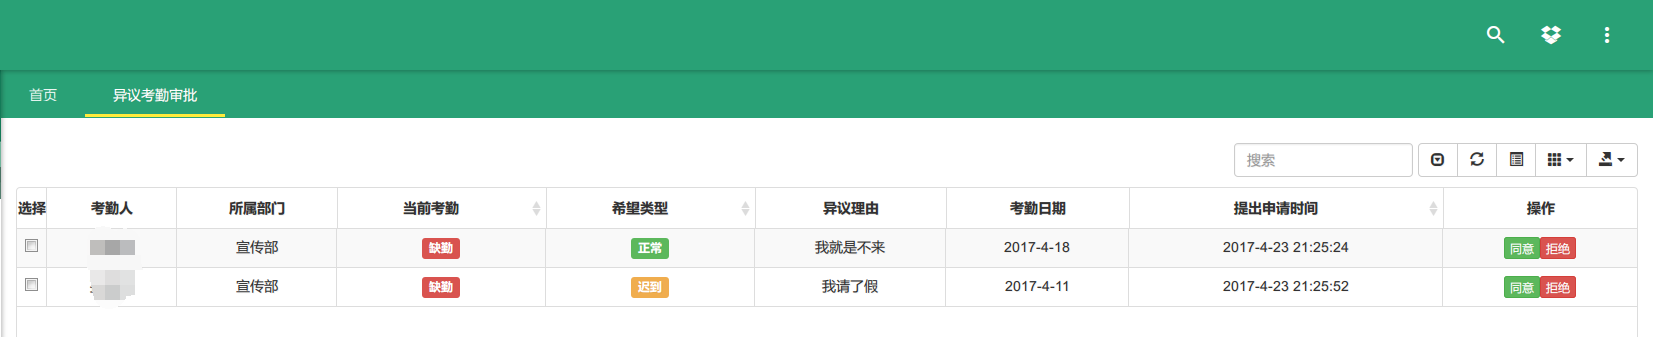 首页 异议考勤审批
搜索
选择 考勤人 所属部门 当前考勤 希望类型 异议理由 考勤日期 提出申请时间 操作
宣传部 缺勤 正常 我就是不来 2017-4-18 2017-4-23 21:25:24 同意 拒绝
宣传部 缺勤 迟到 我请了假 2017-4-11 2017-4-23 21:25:52 同意 拒绝